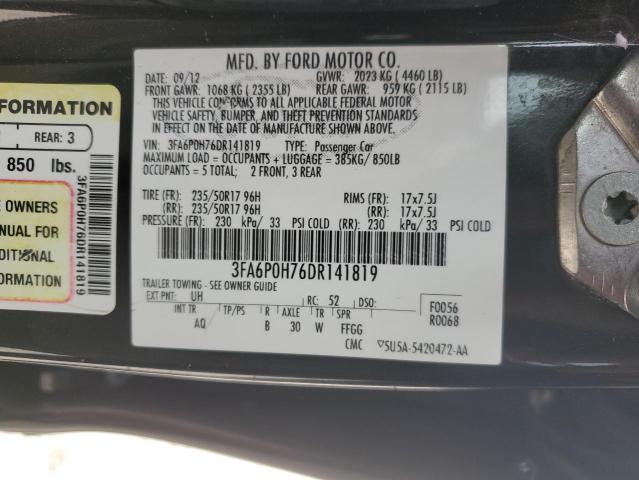 MFD. BY FORD MOTOR CO.
DATE: 09/12 GVWR: 2023 KG ( 4460 LB)
FRONT GAWR: 1068 KG ( 2355 LB) REAR GAWR: 959 KG ( 2115 LB)
THIS VEHICLE CONFORMS TO ALL APPLICABLE FEDERAL MOTOR
VEHICLE SAFETY, BUMPER, AND THEFT PREVENTION STANDARDS
IN EFFECT ON THE DATE OF MANUFACTURE SHOWN ABOVE.
VIN: 3FA6P0H76DR141819 TYPE: Passenger Car
MAXIMUM LOAD = OCCUPANTS + LUGGAGE = 385KG/850LB
OCCUPANTS = 5 TOTAL; 2 FRONT, 3 REAR
TIRE (FR): 235/50R17 96H RIMS (FR): 17x7.5J
(RR): 235/50R17 96H (RR): 17x7.5J
PRESSURE (FR): 230 kPa/ 33 PSI COLD (RR): 230 kPa/ 33 PSI COLD
3FA6P0H76DR141819
TRAILER TOWING - SEE OWNER GUIDE
EXT PNT: UH RC: 52 DSO: F0056
INT TR TP/PS R AXLE TR SPR R0068
AQ B 30 W FFGG
CMC ▽5U5A-5420472-AA
FORMATION
REAR: 3
850 lbs.
OWNERS
ANUAL FOR
DITIONAL
FORMATION
3FA6P0H76DR141819